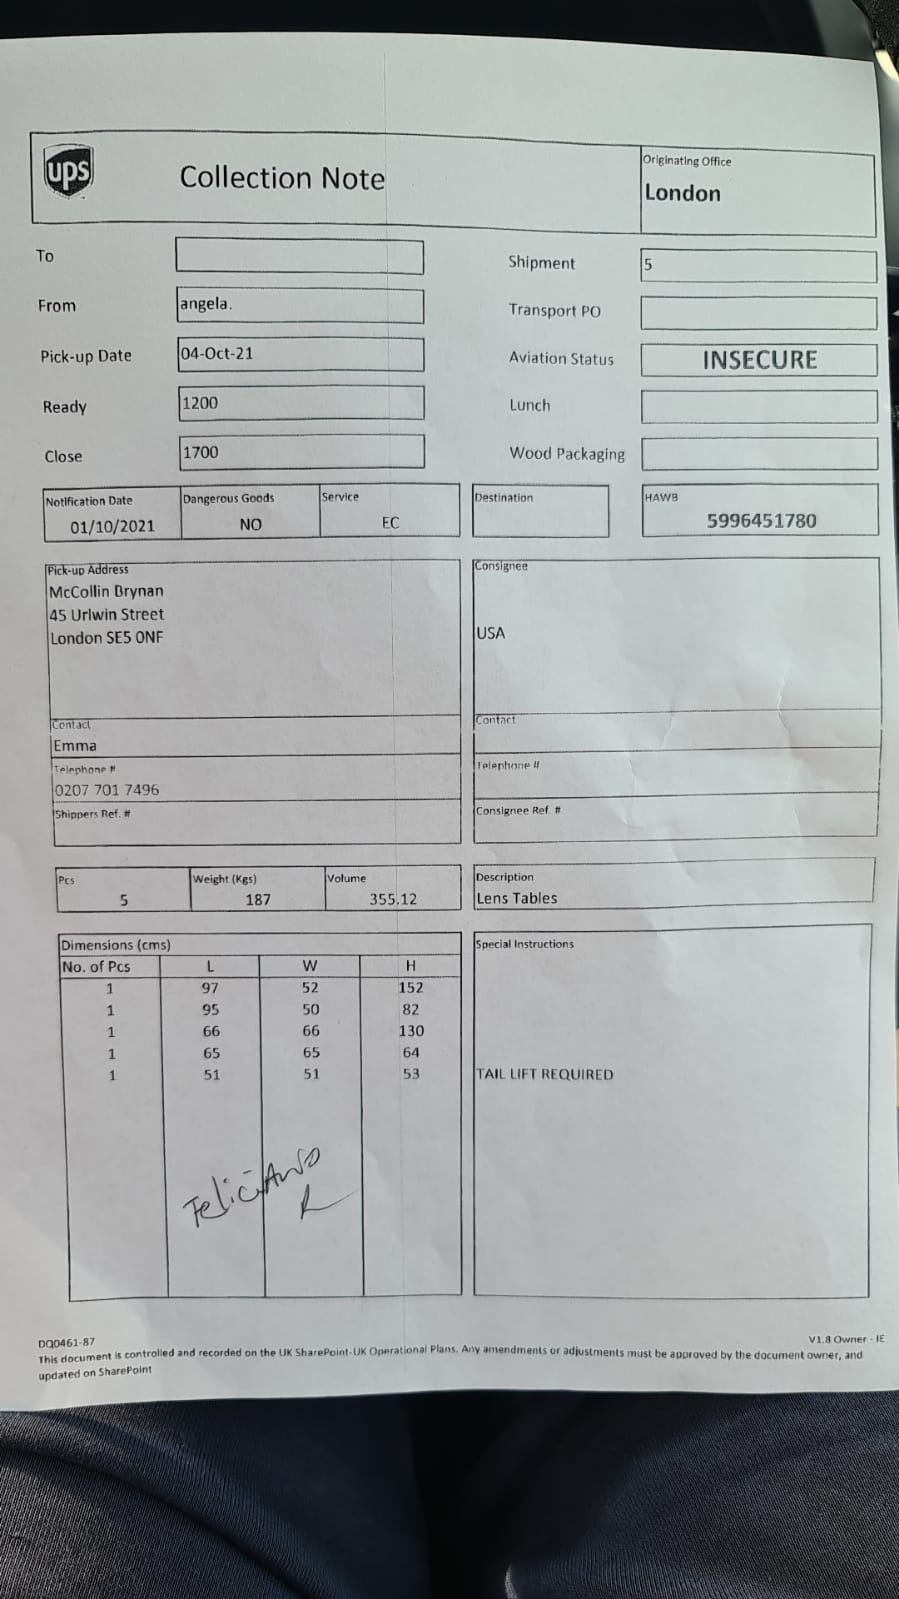 ups
Collection Note
Originating Office
London
To
Shipment 5
From angela.
Transport PO
Pick-up Date 04-Oct-21
Aviation Status INSECURE
Ready 1200
Lunch
Close 1700
Wood Packaging
Notification Date Dangerous Goods Service Destination HAWB
01/10/2021 NO EC 5996451780
Pick-up Address
McCollin Bryan
45 Urlwin Street
London SE5 0NF
Contact
Emma
Telephone #
0207 701 7496
Shippers Ref. #
Consignee
USA
Contact
Telephone #
Consignee Ref. #
Pcs Weight (Kgs) Volume
5 187 355.12
Description
Lens Tables
Dimensions (cms)
No. of Pcs L W H
1 97 52 152
1 95 50 82
1 66 66 130
1 65 65 64
1 51 51 53
Feliciano
R
Special Instructions
TAIL LIFT REQUIRED
DQ0461-87
V1.8 Owner - IE
This document is controlled and recorded on the UK SharePoint-UK Operational Plans. Any amendments or adjustments must be approved by the document owner, and
updated on SharePoint